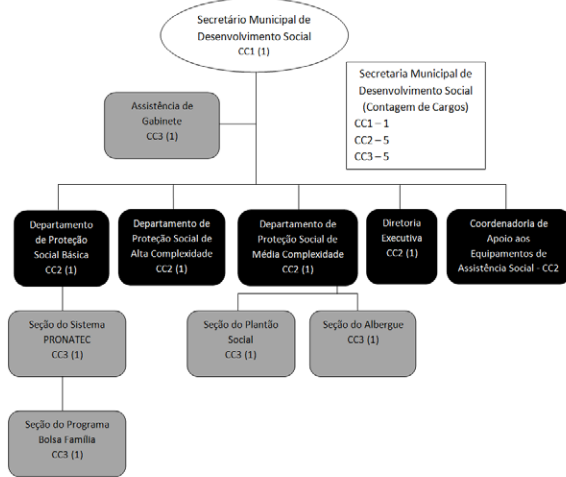 Secretário Municipal de
Desenvolvimento Social
CC1 (1)
Secretaria Municipal de
Desenvolvimento Social
(Contagem de Cargos)
CC1 – 1
CC2 – 5
CC3 – 5
Assistência de
Gabinete
CC3 (1)
Departamento
de Proteção
Social Básica
CC2 (1)
Departamento de
Proteção Social de
Alta Complexidade
CC2 (1)
Departamento de
Proteção Social de
Média Complexidade
CC2 (1)
Diretoria
Executiva
CC2 (1)
Coordenadoria de
Apoio aos
Equipamentos de
Assistência Social - CC2
Seção do Sistema
PRONATEC
CC3 (1)
Seção do Plantão
Social
CC3 (1)
Seção do Albergue
CC3 (1)
Seção do Programa
Bolsa Família
CC3 (1)